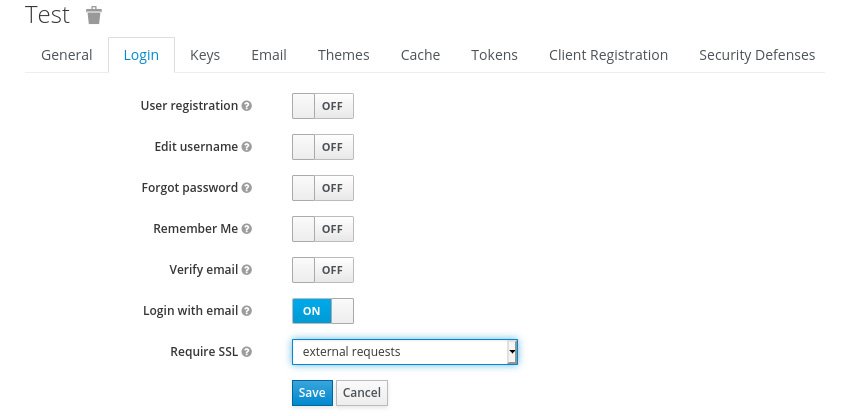 Test
General Login Keys Email Themes Cache Tokens Client Registration Security Defenses
User registration OFF
Edit username OFF
Forgot password OFF
Remember Me OFF
Verify email OFF
Login with email ON
Require SSL external requests
Save Cancel